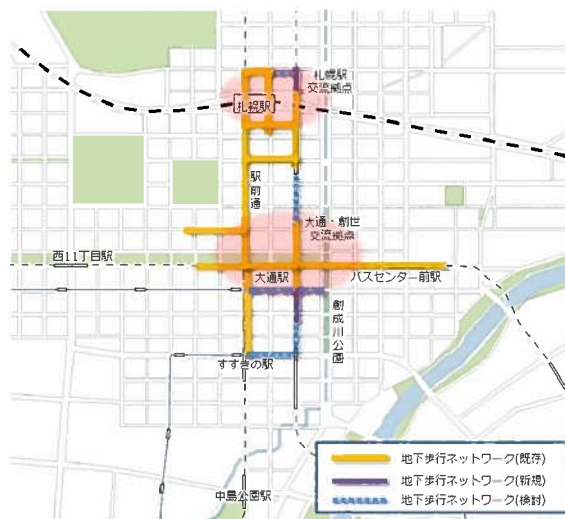 札幌駅
交流拠点
札幌駅
駅前通
大通・創世
交流拠点
西11丁目駅
大通駅
バスセンター前駅
創成川公園
すすきの駅
中島公園駅
地下歩行ネットワーク(既存)
地下歩行ネットワーク(新規)
地下歩行ネットワーク(検討)